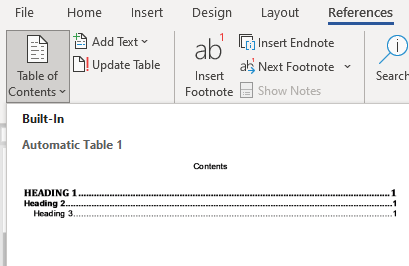 File Home Insert Design Layout References
Table of Contents
Add Text
Update Table
ab¹
Insert Footnote
Insert Endnote
ab Next Footnote
Show Notes
Search
Built-In
Automatic Table 1
Contents
HEADING 1....................................................................................................1
Heading 2....................................................................................................1
Heading 3....................................................................................................1